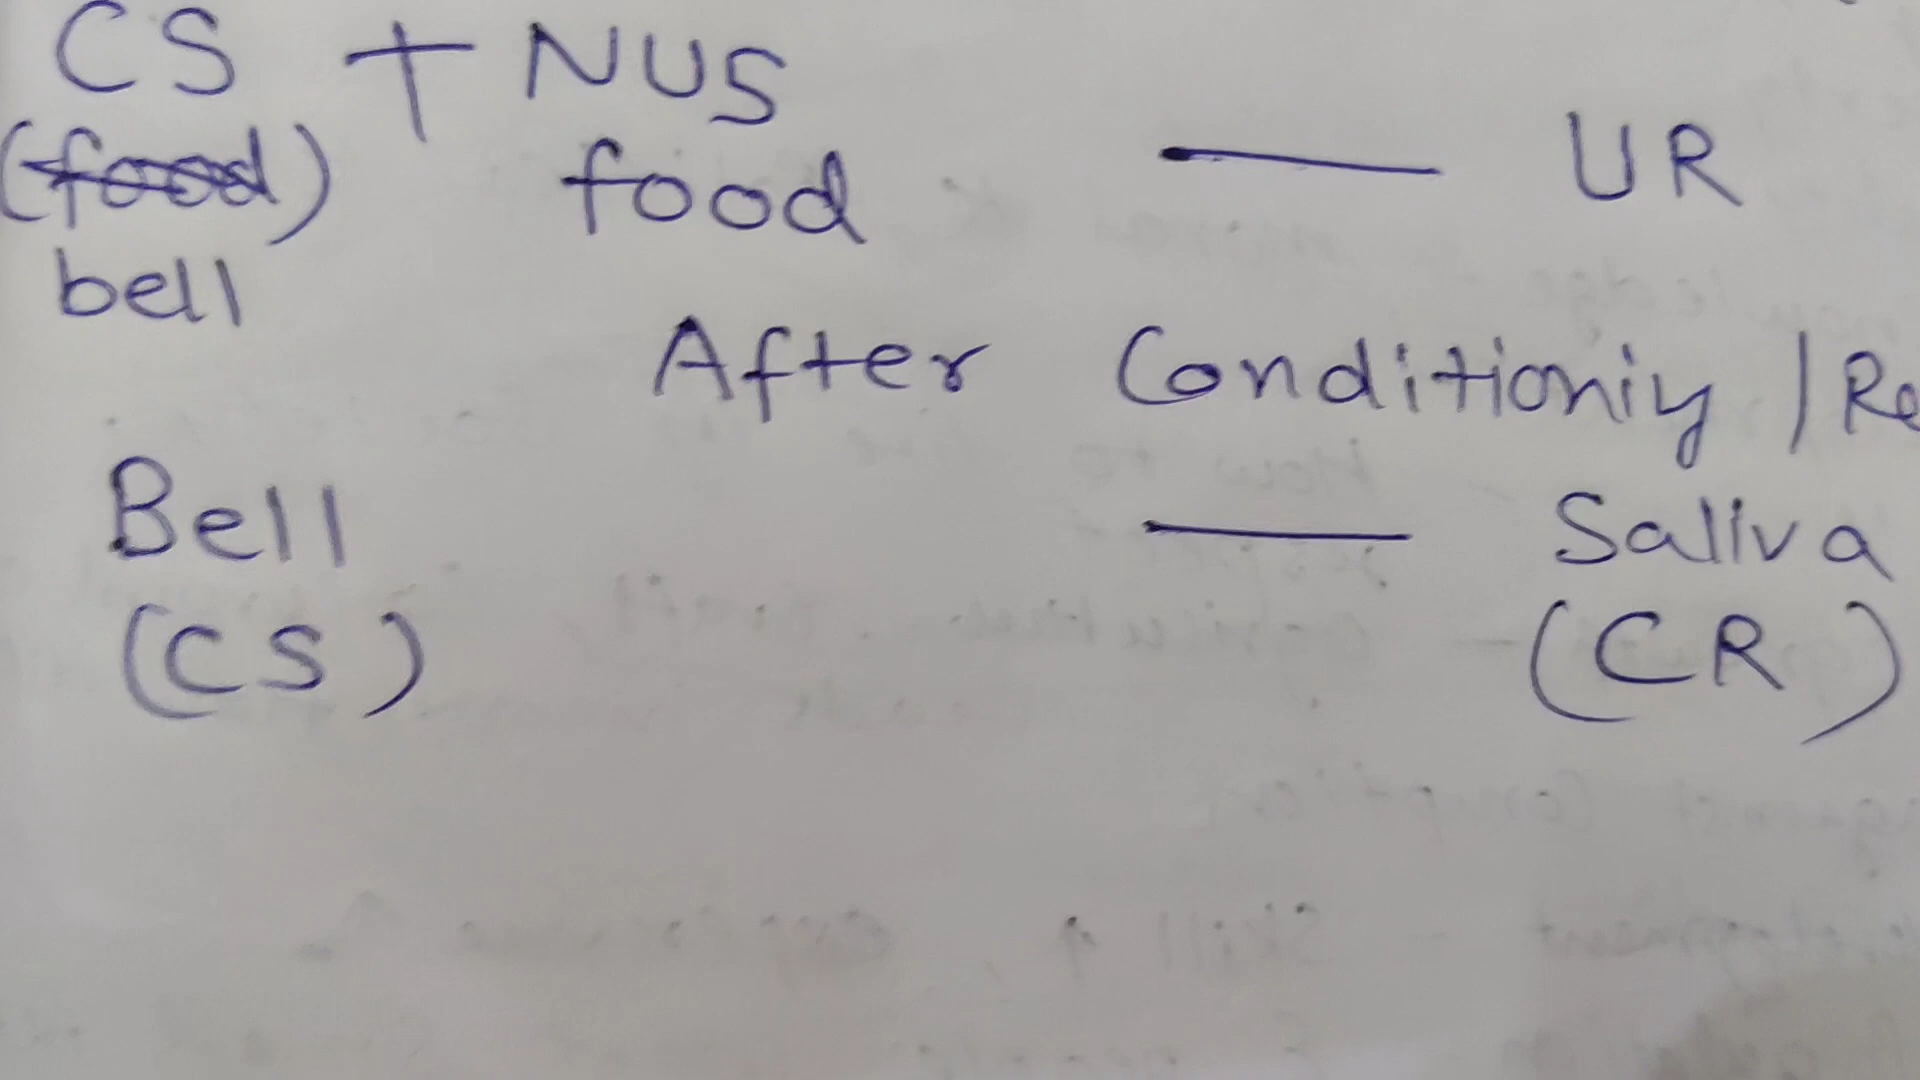 CS + NUS
(food) food — UR
bell
After Conditioniy / Re
Bell — Saliva
(CS) (CR)